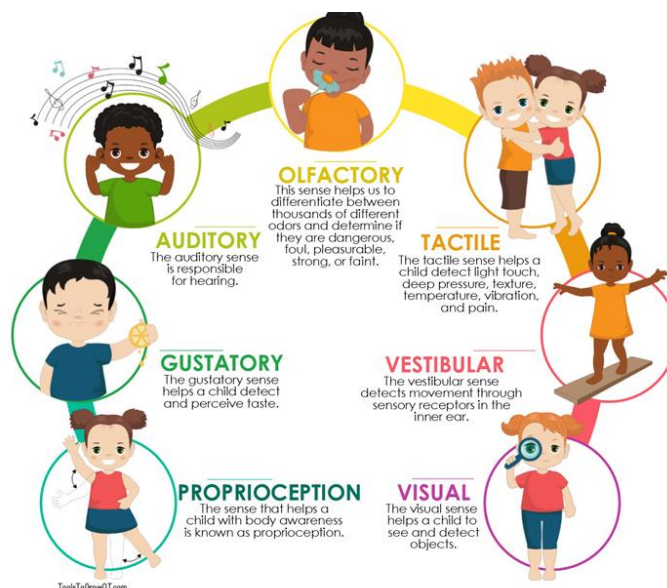 OLFACTORY
This sense helps us to
differentiate between
thousands of different
odors and determine if
they are dangerous,
foul, pleasurable,
strong, or faint.
AUDITORY
The auditory sense
is responsible
for hearing.
TACTILE
The tactile sense helps a
child detect light touch,
deep pressure, texture,
temperature, vibration,
and pain.
GUSTATORY
The gustatory sense
helps a child detect
and perceive taste.
VESTIBULAR
The vestibular sense
detects movement through
sensory receptors in the
inner ear.
PROPRIOCEPTION
The sense that helps a
child with body awareness
is known as proprioception.
VISUAL
The visual sense
helps a child to
see and detect
objects.
ToolsToGrowOT.com